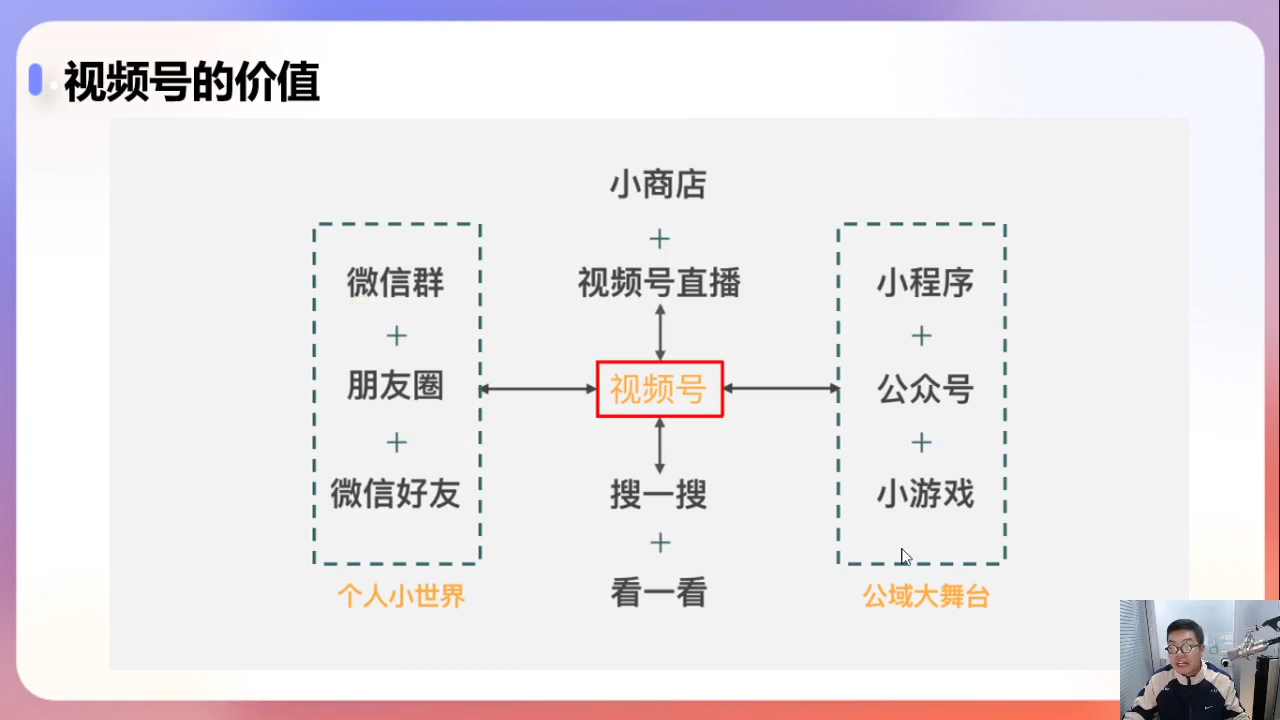 视频号的价值
小商店
+
视频号直播
微信群
+
朋友圈
+
微信好友
个人小世界
视频号
搜一搜
+
看一看
小程序
+
公众号
+
小游戏
公域大舞台